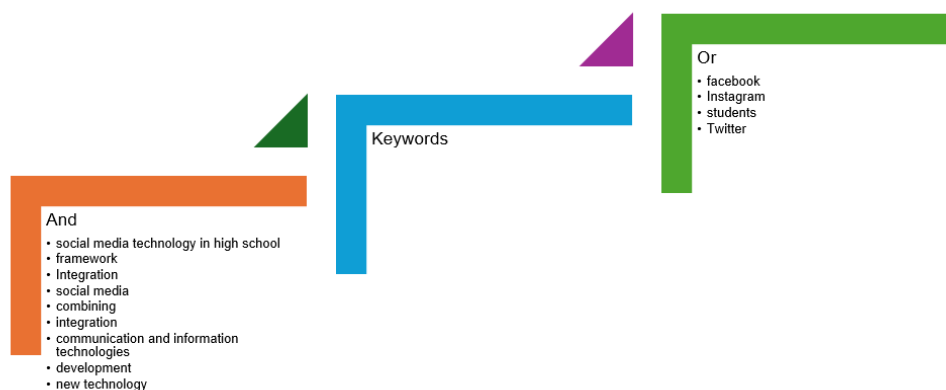 And
• social media technology in high school
• framework
• Integration
• social media
• combining
• integration
• communication and information
technologies
• development
• new technology
Keywords
Or
• facebook
• Instagram
• students
• Twitter